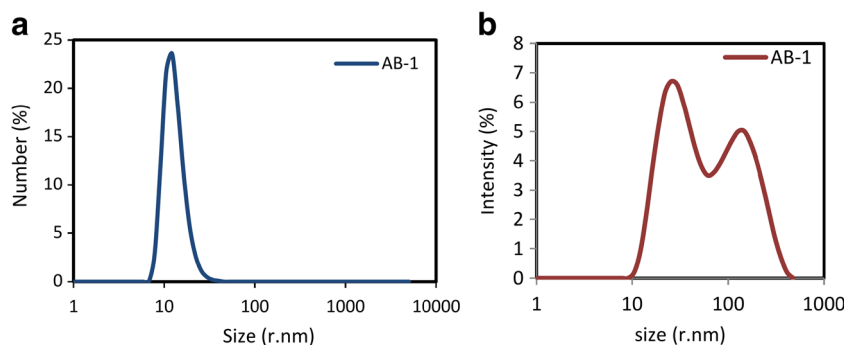 a
25
20
15
10
5
0
Number (%)
AB-1
1 10 100 1000 10000
Size (r.nm)
b
8
7
6
5
4
3
2
1
0
Intensity (%)
AB-1
1 10 100 1000
size (r.nm)